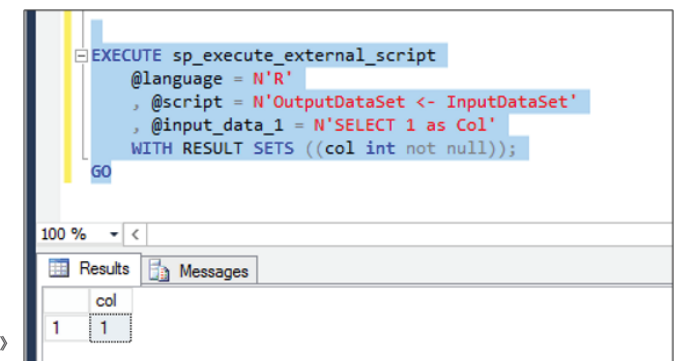 EXECUTE sp_execute_external_script
@language = N'R'
, @script = N'OutputDataSet <- InputDataSet'
, @input_data_1 = N'SELECT 1 as Col'
WITH RESULT SETS ((col int not null));
GO
100 %
Results Messages
col
1 1
》